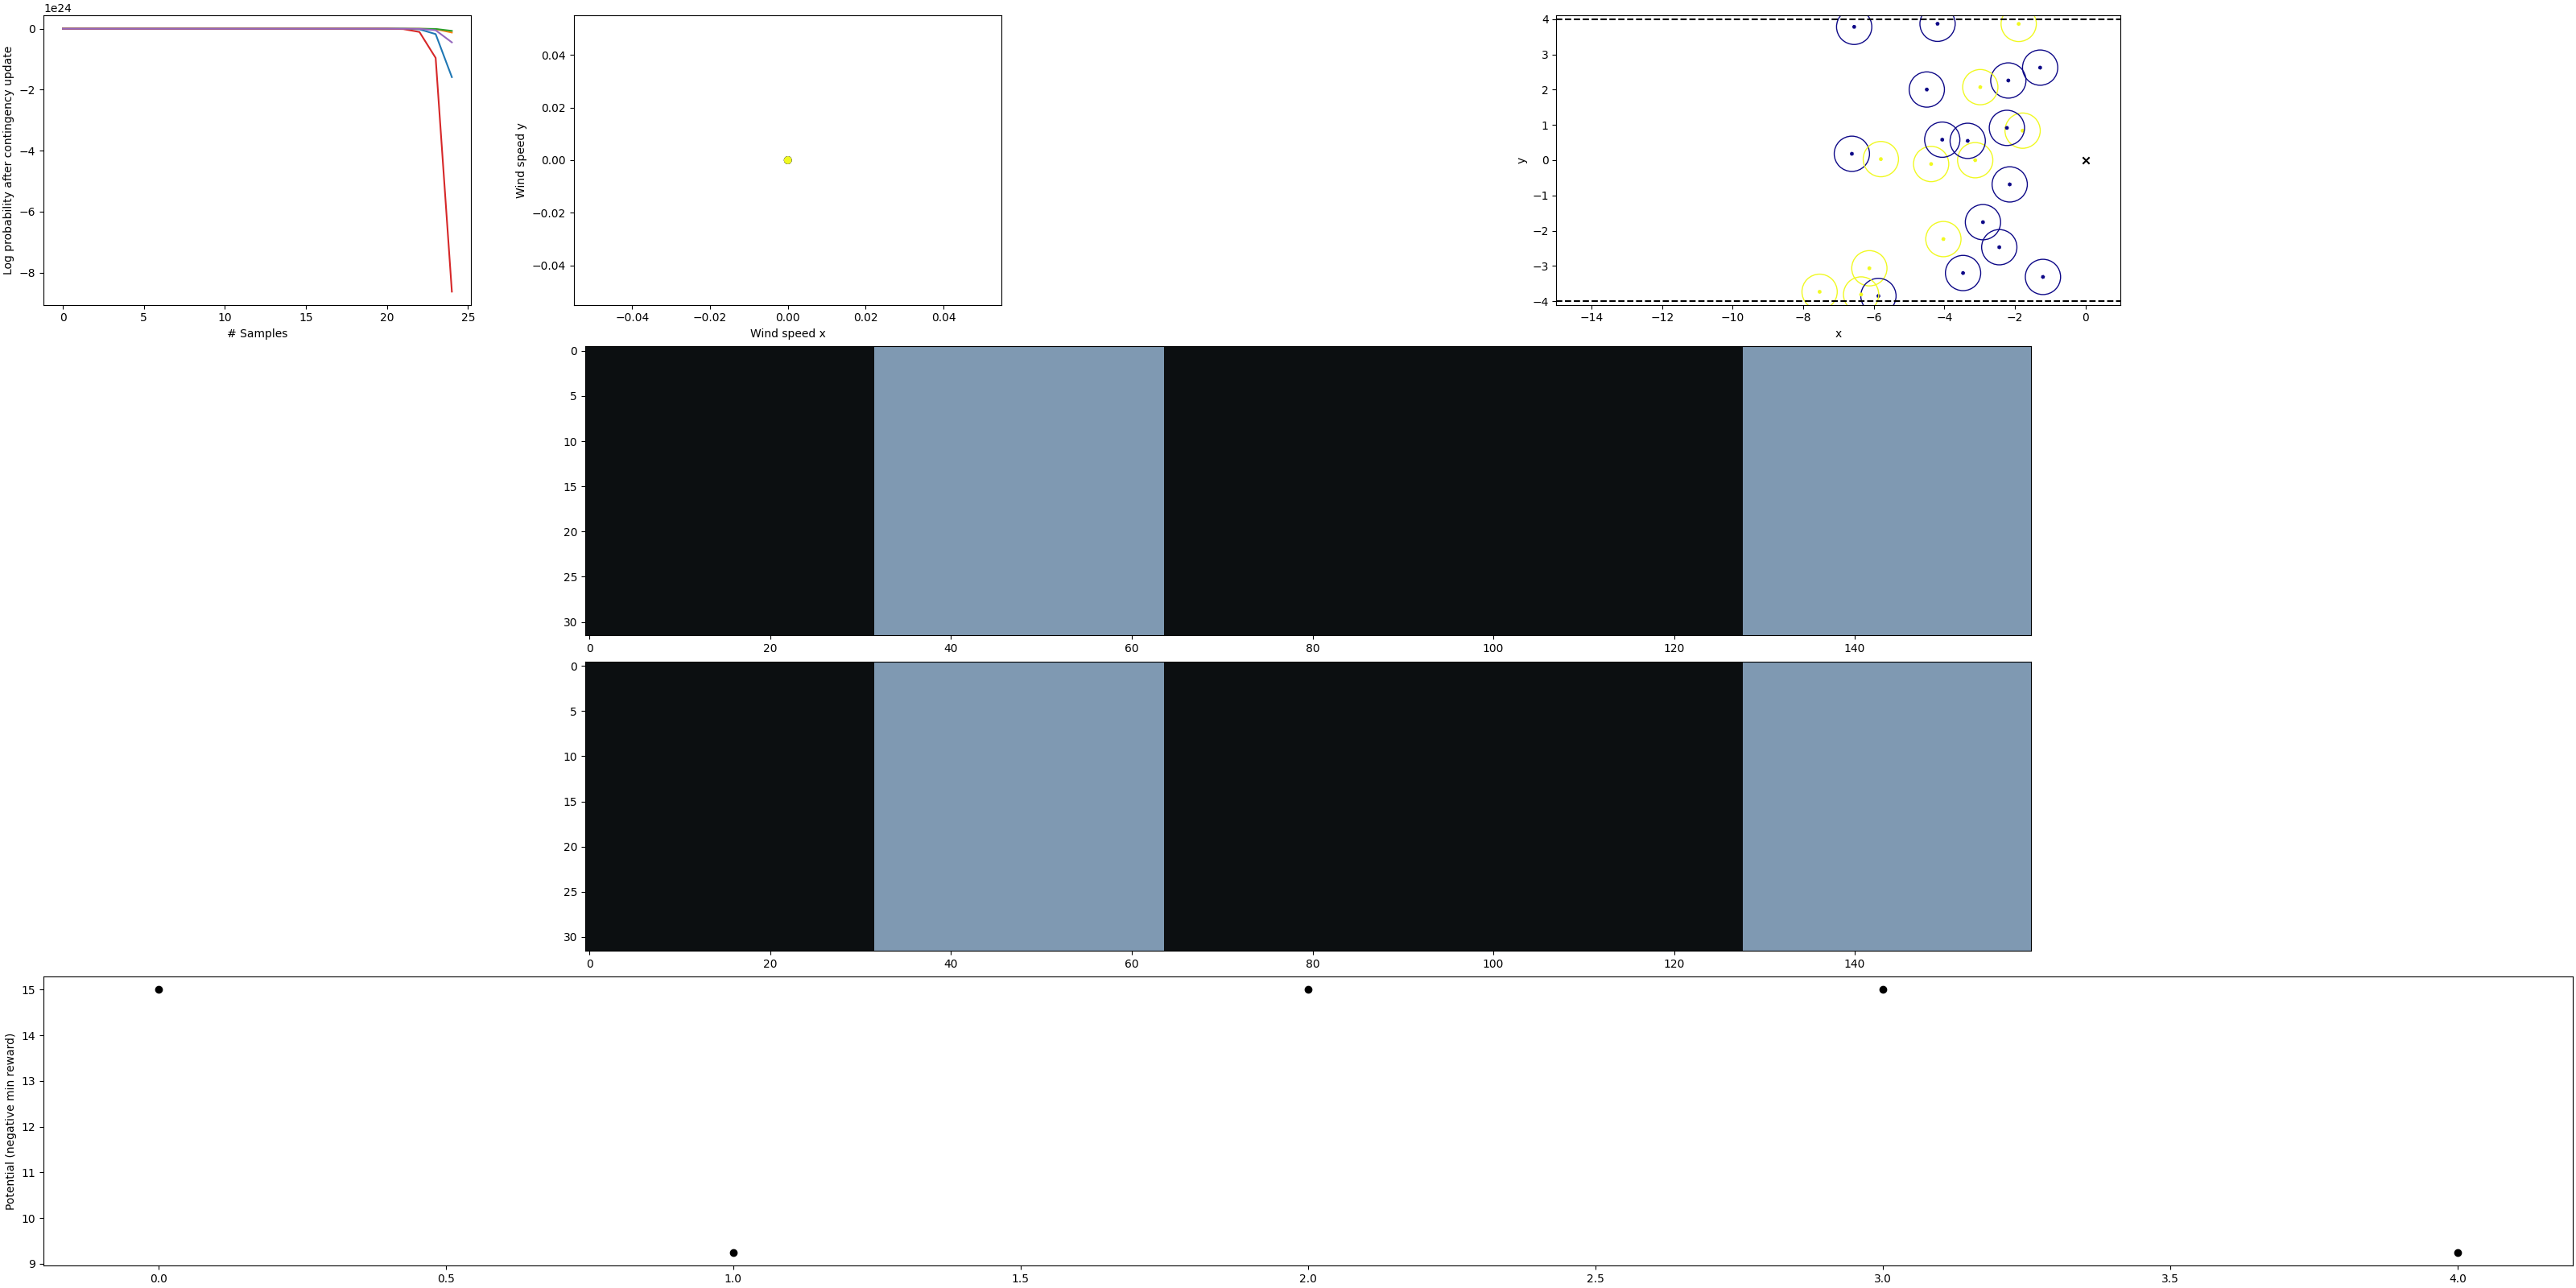 1e24
0
−2
−4
−6
−8
Log probability after contingency update
0 5 10 15 20 25
# Samples
0.04
0.02
0.00
−0.02
−0.04
Wind speed y
−0.04 −0.02 0.00 0.02 0.04
Wind speed x
4
3
2
1
0
−1
−2
−3
−4
y
−14 −12 −10 −8 −6 −4 −2 0
x
0
5
10
15
20
25
30
0 20 40 60 80 100 120 140
0
5
10
15
20
25
30
0 20 40 60 80 100 120 140
15
14
13
12
11
10
9
Potential (negative min reward)
0.0 0.5 1.0 1.5 2.0 2.5 3.0 3.5 4.0